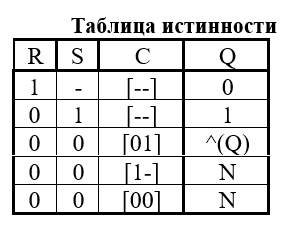 Таблица истинности
R S C Q
1 - ⌈--⌉ 0
0 1 ⌈--⌉ 1
0 0 ⌈01⌉ ^(Q)
0 0 ⌈1-⌉ N
0 0 ⌈00⌉ N